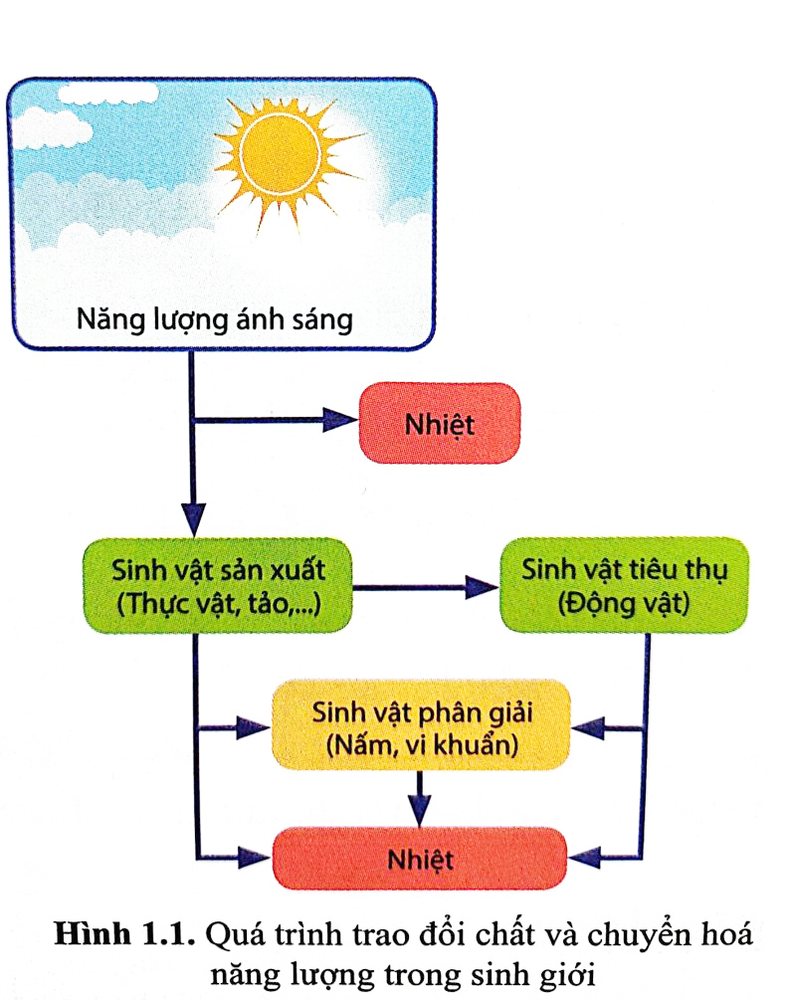 Năng lượng ánh sáng
Nhiệt
Sinh vật sản xuất
(Thực vật, tảo,...)
Sinh vật tiêu thụ
(Động vật)
Sinh vật phân giải
(Nấm, vi khuẩn)
Nhiệt
Hình 1.1. Quá trình trao đổi chất và chuyển hoá
năng lượng trong sinh giới